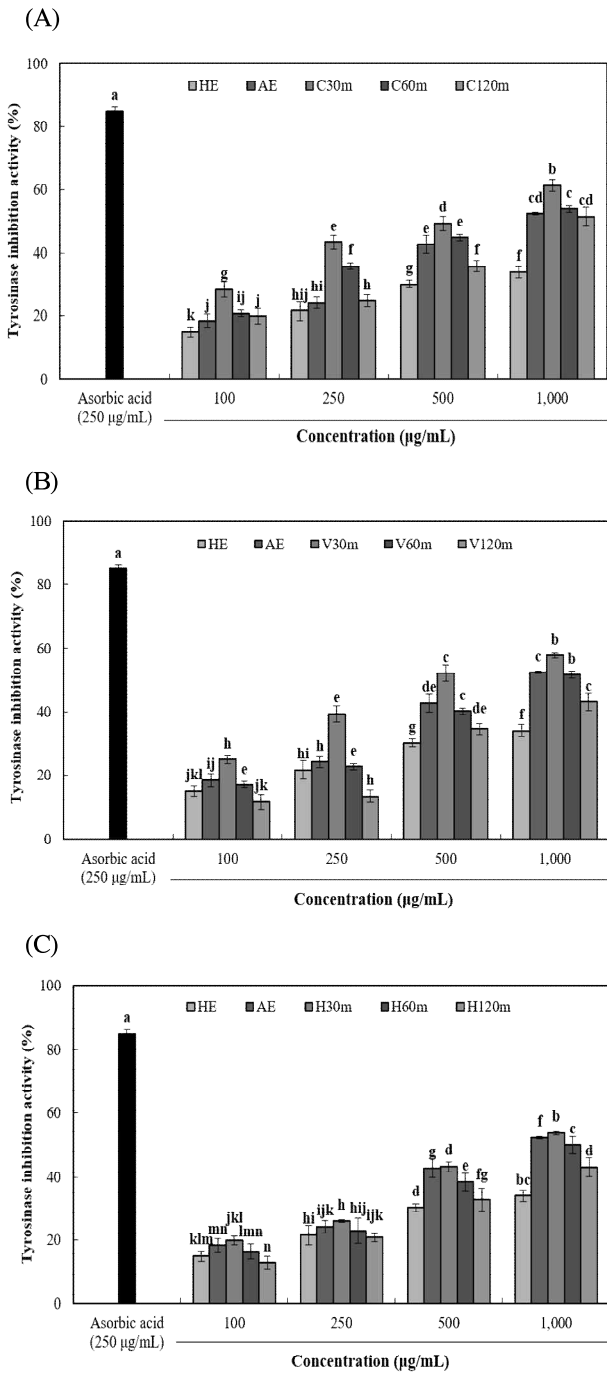 (A)
100
80
60
40
20
0
Tyrosinase inhibition activity (%)
HE AE C30m C60m C120m
a
k j g ij j
hij hi e f h
g e d e f
f cd b c cd
Asorbic acid
(250 µg/mL)
100 250 500 1,000
Concentration (µg/mL)
(B)
100
80
60
40
20
0
Tyrosinase inhibition activity (%)
HE AE V30m V60m V120m
a
jkl ij h e jk
hi h e e h
g de c c de
f c b b c
Asorbic acid
(250 µg/mL)
100 250 500 1,000
Concentration (µg/mL)
(C)
100
80
60
40
20
0
Tyrosinase inhibition activity (%)
HE AE H30m H60m H120m
a
klm mn jkl lmn n
hi ijk h hij ijk
d g d e fg
bc f b c d
Asorbic acid
(250 µg/mL)
100 250 500 1,000
Concentration (µg/mL)